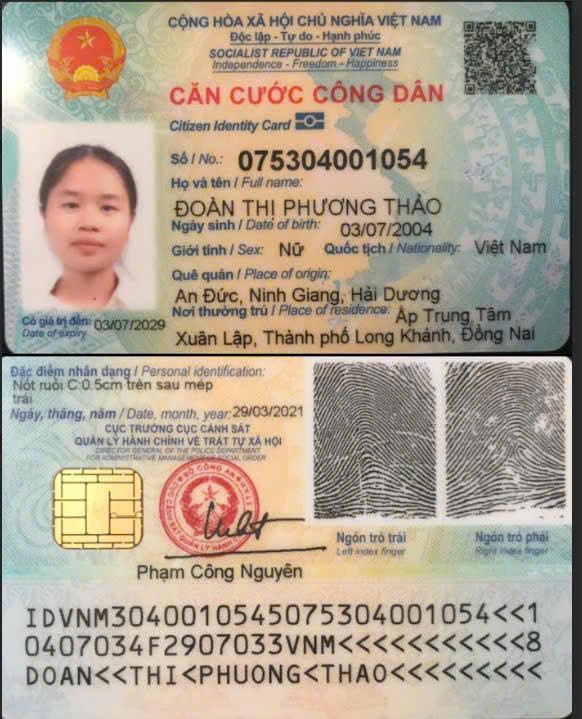 CỘNG HÒA XÃ HỘI CHỦ NGHĨA VIỆT NAM
Độc lập - Tự do - Hạnh phúc
SOCIALIST REPUBLIC OF VIET NAM
Independence - Freedom - Happiness
CĂN CƯỚC CÔNG DÂN
Citizen Identity Card
Số / No.: 075304001054
Họ và tên / Full name:
ĐOÀN THỊ PHƯƠNG THẢO
Ngày sinh / Date of birth: 03/07/2004
Giới tính / Sex: Nữ Quốc tịch / Nationality: Việt Nam
Quê quán / Place of origin:
An Đức, Ninh Giang, Hải Dương
Nơi thường trú / Place of residence: Ấp Trung Tâm
Xuân Lập, Thành phố Long Khánh, Đồng Nai
Có giá trị đến: 03/07/2029
Date of expiry
Đặc điểm nhân dạng / Personal identification:
Nốt ruồi C:0.5cm trên sau mép
trái
Ngày, tháng, năm / Date, month, year: 29/03/2021
CỤC TRƯỞNG CỤC CẢNH SÁT
QUẢN LÝ HÀNH CHÍNH VỀ TRẬT TỰ XÃ HỘI
DIRECTOR GENERAL OF THE POLICE DEPARTMENT
FOR ADMINISTRATIVE MANAGEMENT OF SOCIAL ORDER
BỘ CÔNG AN
Phạm Công Nguyên
Ngón trỏ trái
Left index finger
Ngón trỏ phải
Right index finger
IDVNM3040010545075304001054<<1
0407034F2907033VNM<<<<<<<<<<<8
DOAN<<THI<PHUONG<THAO<<<<<<<<<